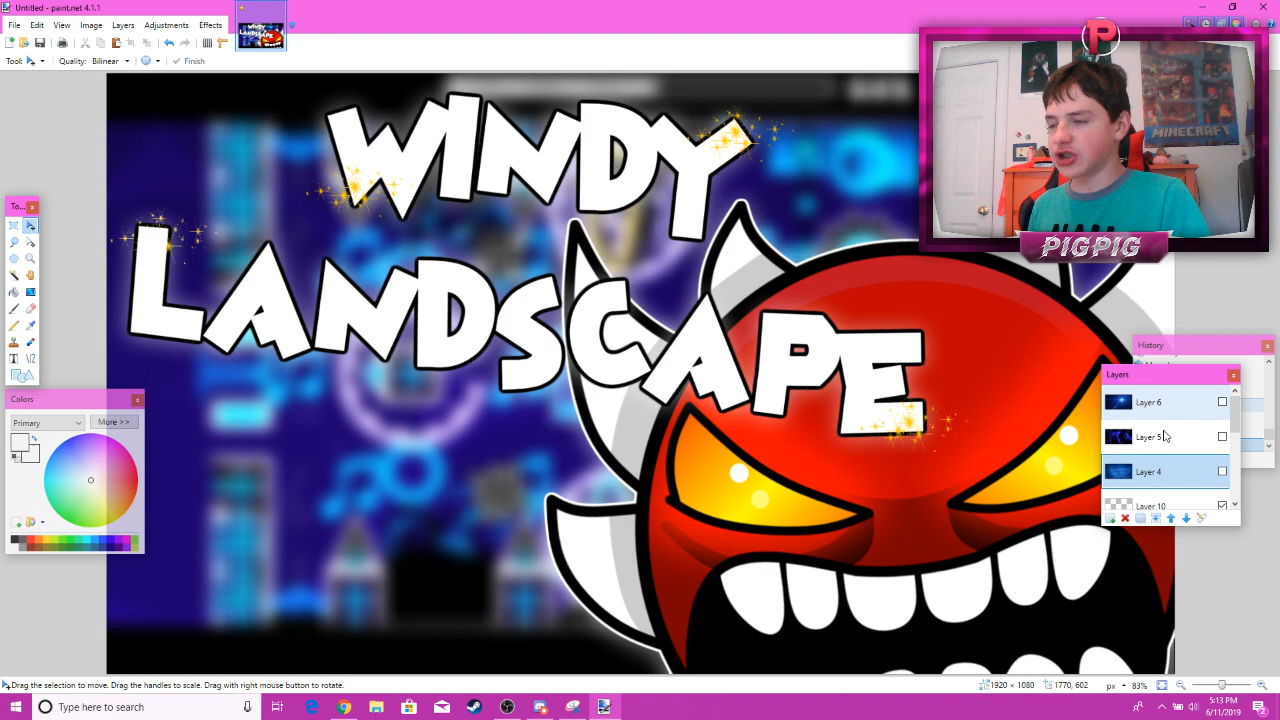 Untitled - paint.net 4.1.1
File Edit View Image Layers Adjustments Effects
Tool: Quality: Bilinear Finish
WINDY
LANDSCAPE
P
MINECRAFT
PIGPIG
To...
Colors
Primary More >>
History
Layers
Layer 6
Layer 5
Layer 4
Layer 10
Drag the selection to move. Drag the handles to scale. Drag with right mouse button to rotate.
1920 × 1080 1770, 602 px 83%
Type here to search
5:13 PM
6/11/2019
2